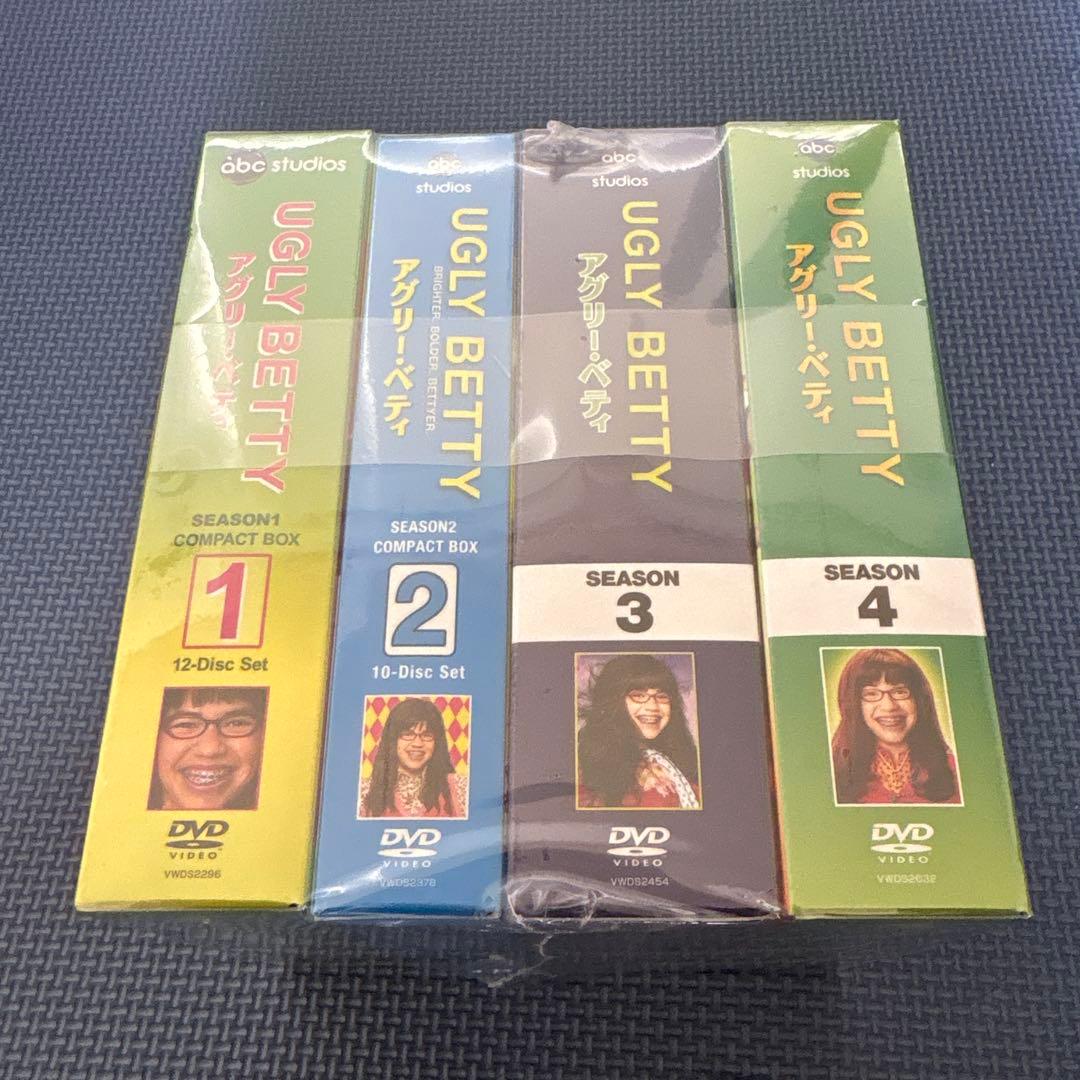 abc studios
UGLY BETTY
アグリー・ベティ
SEASON1
COMPACT BOX
1
12-Disc Set
DVD
VIDEO
VWDS2296
abc
studios
UGLY BETTY
BRIGHTER. BOLDER. BETTYER.
アグリー・ベティ
SEASON2
COMPACT BOX
2
10-Disc Set
DVD
VIDEO
VWDS2378
abc
studios
UGLY BETTY
アグリー・ベティ
SEASON
3
DVD
VIDEO
VWDS2454
abc
studios
UGLY BETTY
アグリー・ベティ
SEASON
4
DVD
VIDEO
VWDS2632